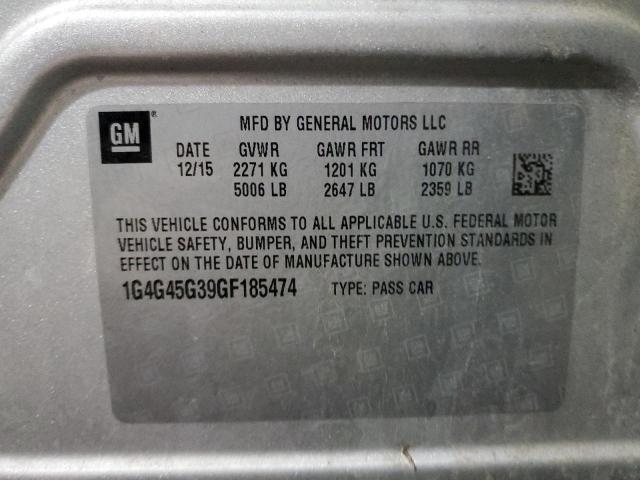 GM®
MFD BY GENERAL MOTORS LLC
DATE GVWR GAWR FRT GAWR RR
12/15 2271 KG 1201 KG 1070 KG
5006 LB 2647 LB 2359 LB
THIS VEHICLE CONFORMS TO ALL APPLICABLE U.S. FEDERAL MOTOR
VEHICLE SAFETY, BUMPER, AND THEFT PREVENTION STANDARDS IN
EFFECT ON THE DATE OF MANUFACTURE SHOWN ABOVE.
1G4G45G39GF185474 TYPE: PASS CAR